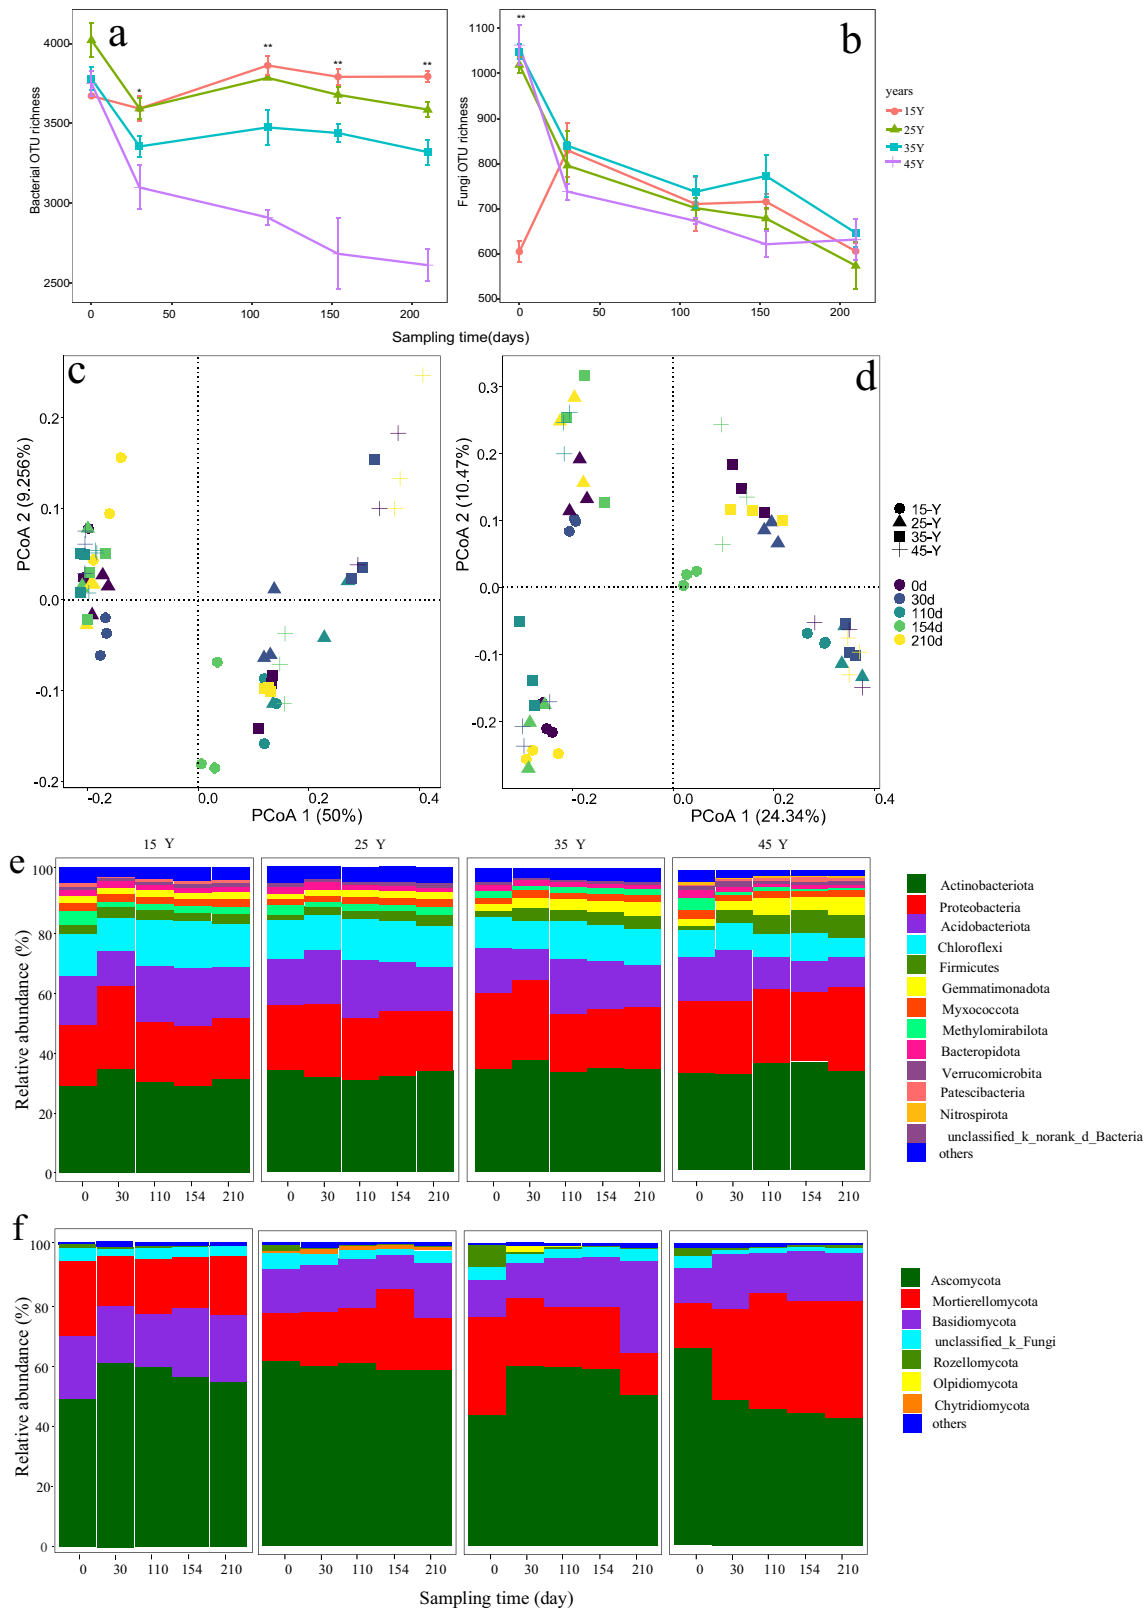 a
Bacterial OTU richness
4000
3500
3000
2500
*
**
**
**
0
50
100
150
200
b
Fungi OTU richness
1100
1000
900
800
700
600
500
**
0
50
100
150
200
years
15Y
25Y
35Y
45Y
Sampling time(days)
c
PCoA 2 (9.256%)
0.2
0.1
0.0
-0.1
-0.2
-0.2
0.0
0.2
0.4
PCoA 1 (50%)
d
PCoA 2 (10.47%)
0.3
0.2
0.1
0.0
-0.1
-0.2
-0.2
0.0
0.2
0.4
PCoA 1 (24.34%)
15-Y
25-Y
35-Y
45-Y
0d
30d
110d
154d
210d
e
15 Y
25 Y
35 Y
45 Y
Relative abundance (%)
100
80
60
40
20
0
0 30 110 154 210
0 30 110 154 210
0 30 110 154 210
0 30 110 154 210
Actinobacteriota
Proteobacteria
Acidobacteriota
Chloroflexi
Firmicutes
Gemmatimonadota
Myxococcota
Methylomirabilota
Bacteropidota
Verrucomicrobita
Patescibacteria
Nitrospirota
unclassified_k_norank_d_Bacteria
others
f
Relative abundance (%)
100
80
60
40
20
0
0 30 110 154 210
0 30 110 154 210
0 30 110 154 210
0 30 110 154 210
Sampling time (day)
Ascomycota
Mortierellomycota
Basidiomycota
unclassified_k_Fungi
Rozellomycota
Olpidiomycota
Chytridiomycota
others